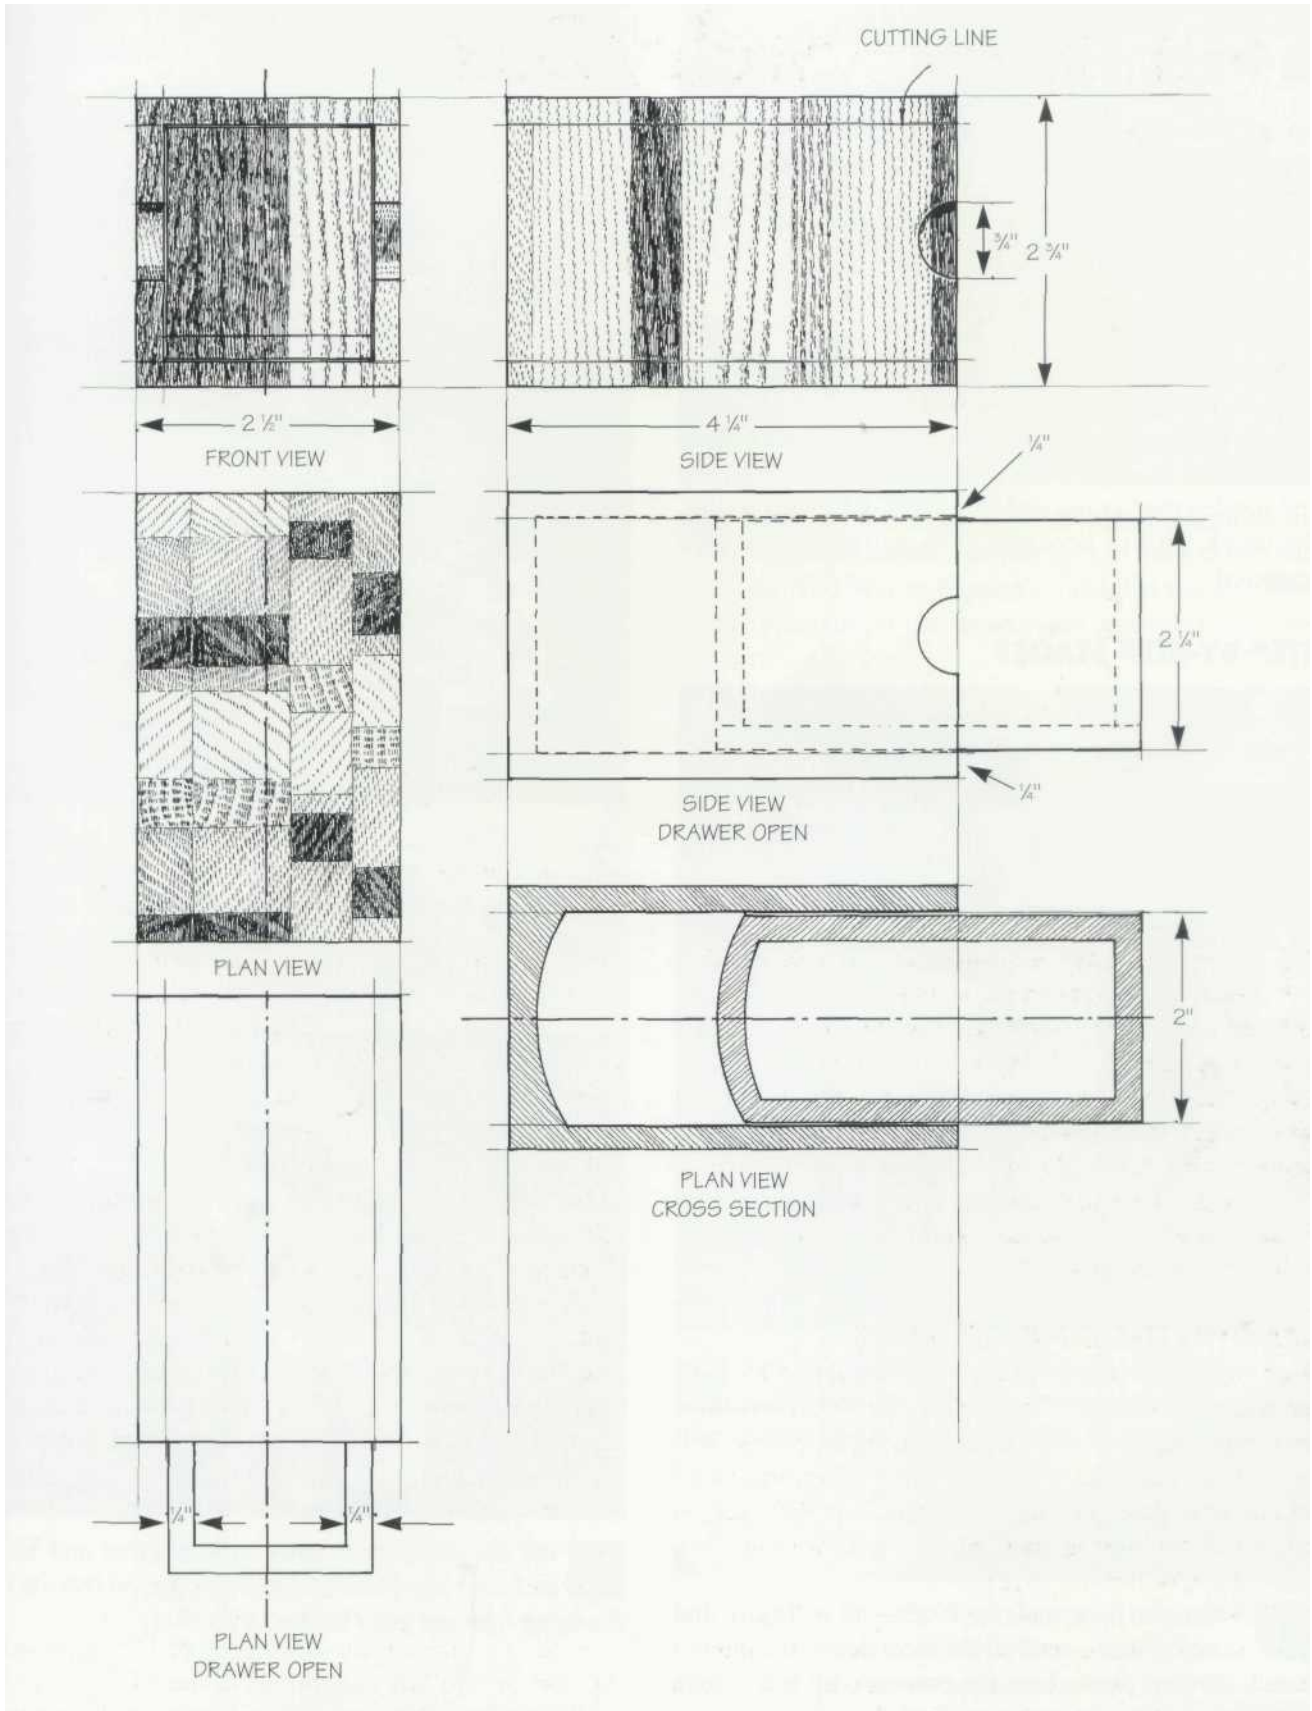 CUTTING LINE
¾"
2 ¾"
2 ½"
4 ¼"
FRONT VIEW
SIDE VIEW
¼"
2 ¼"
¼"
SIDE VIEW
DRAWER OPEN
PLAN VIEW
2"
PLAN VIEW
CROSS SECTION
¼"
¼"
PLAN VIEW
DRAWER OPEN